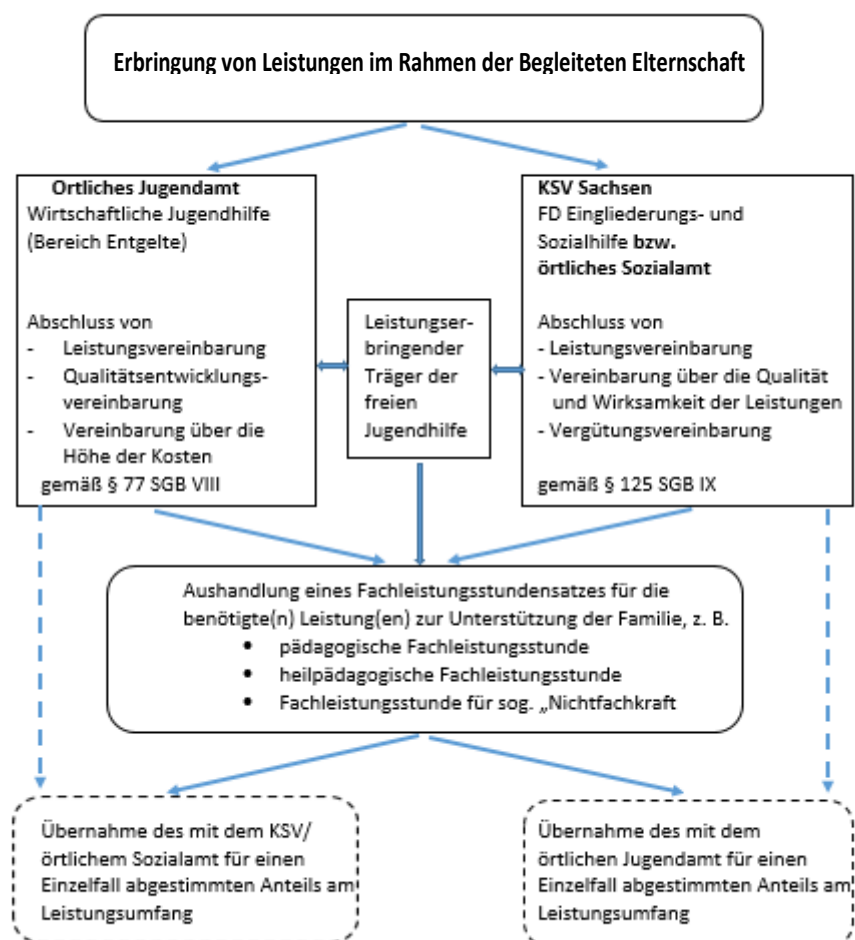 Erbringung von Leistungen im Rahmen der Begleiteten Elternschaft
Ortliches Jugendamt
Wirtschaftliche Jugendhilfe
(Bereich Entgelte)
Abschluss von
- Leistungsvereinbarung
- Qualitätsentwicklungs-
vereinbarung
- Vereinbarung über die
Höhe der Kosten
gemäß § 77 SGB VIII
Leistungser-
bringender
Träger der
freien
Jugendhilfe
KSV Sachsen
FD Eingliederungs- und
Sozialhilfe bzw.
örtliches Sozialamt
Abschluss von
- Leistungsvereinbarung
- Vereinbarung über die Qualität
und Wirksamkeit der Leistungen
- Vergütungsvereinbarung
gemäß § 125 SGB IX
Aushandlung eines Fachleistungsstundensatzes für die
benötigte(n) Leistung(en) zur Unterstützung der Familie, z. B.
• pädagogische Fachleistungsstunde
• heilpädagogische Fachleistungsstunde
• Fachleistungsstunde für sog. „Nichtfachkraft
Übernahme des mit dem KSV/
örtlichem Sozialamt für einen
Einzelfall abgestimmten Anteils am
Leistungsumfang
Übernahme des mit dem
örtlichen Jugendamt für einen
Einzelfall abgestimmten Anteils am
Leistungsumfang